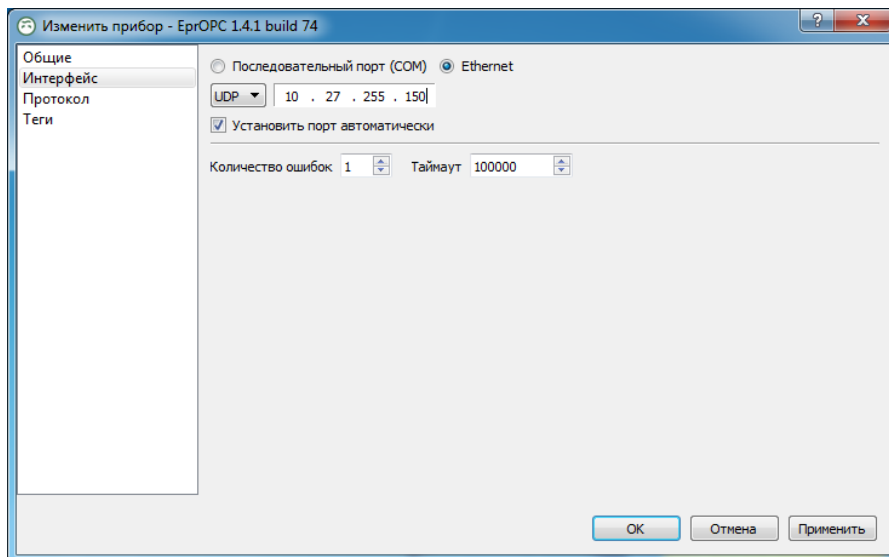 Изменить прибор - EprOPC 1.4.1 build 74
Общие
Интерфейс
Протокол
Теги
Последовательный порт (COM) Ethernet
UDP 10 . 27 . 255 . 150
Установить порт автоматически
Количество ошибок 1 Таймаут 100000
OK Отмена Применить